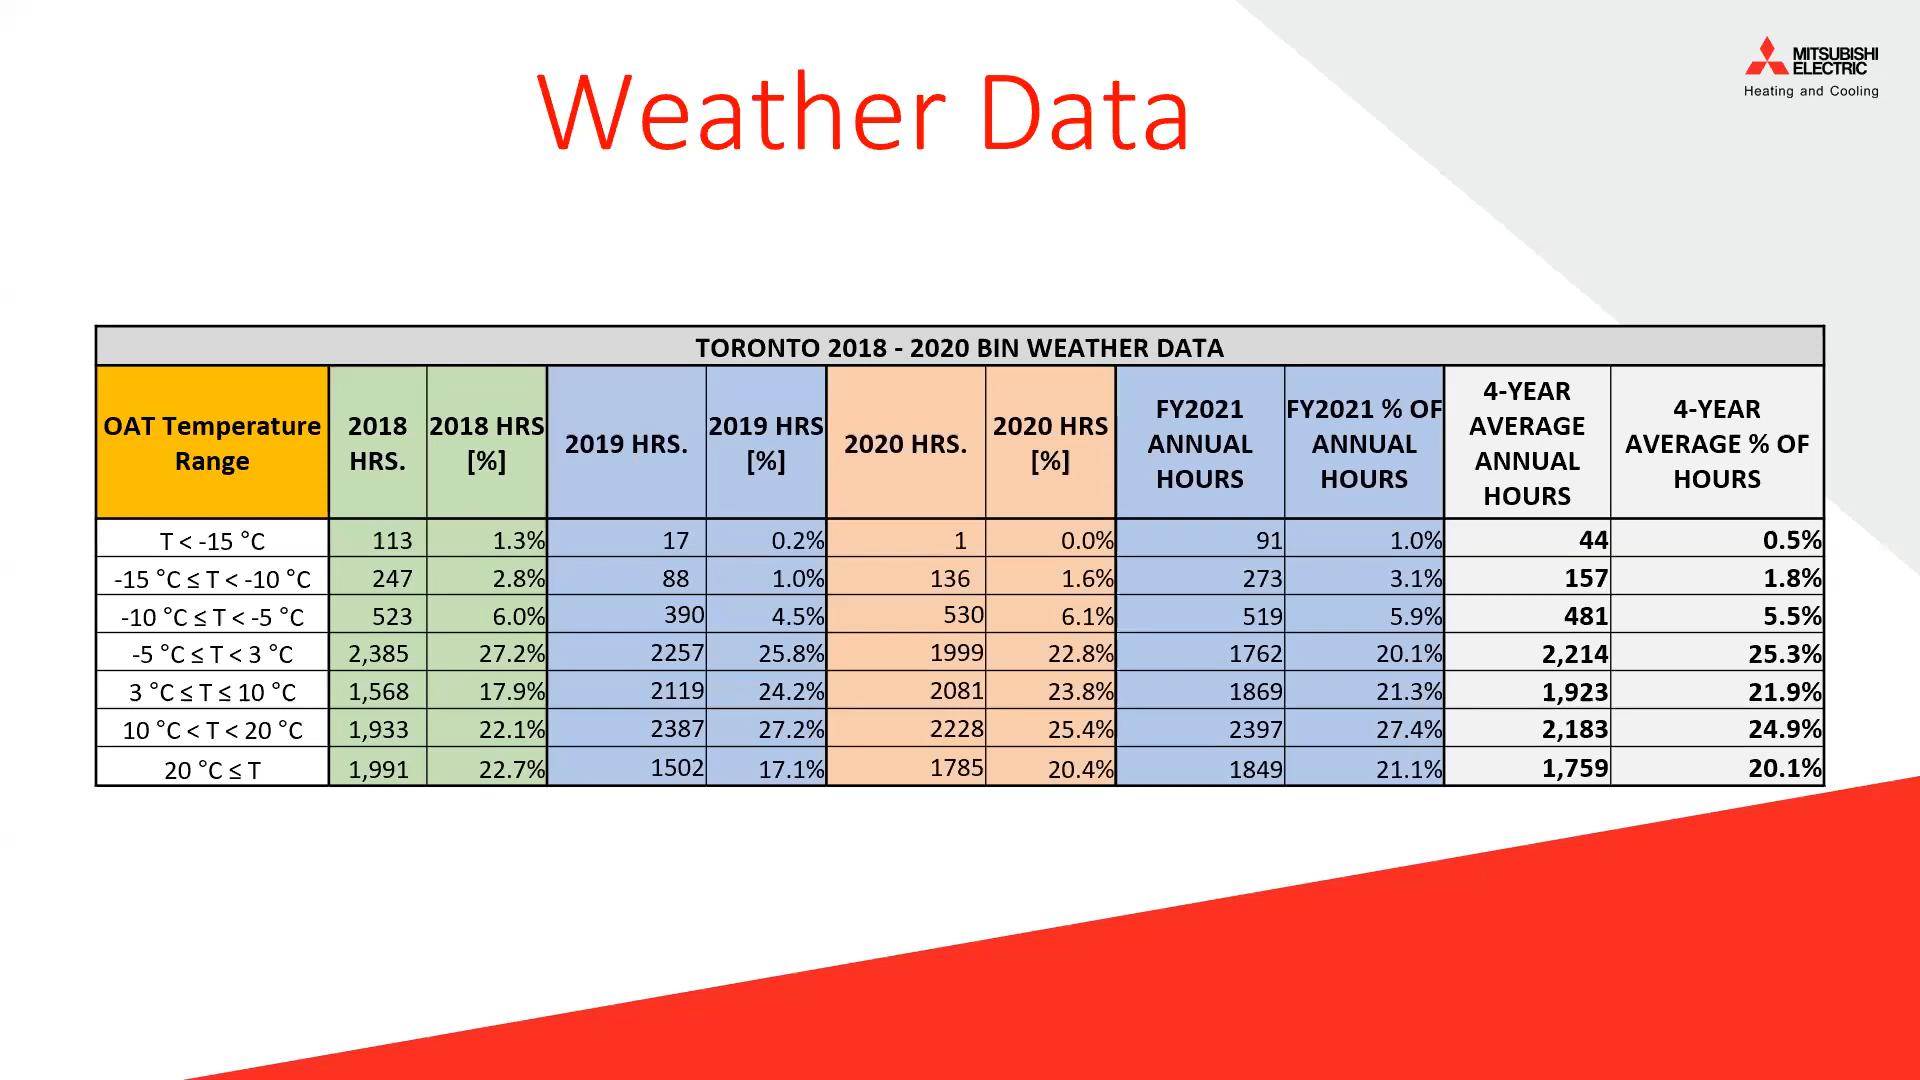 Weather Data
MITSUBISHI
ELECTRIC
Heating and Cooling
TORONTO 2018 - 2020 BIN WEATHER DATA
OAT Temperature Range 2018 HRS. 2018 HRS [%] 2019 HRS. 2019 HRS [%] 2020 HRS. 2020 HRS [%] FY2021 ANNUAL HOURS FY2021 % OF ANNUAL HOURS 4-YEAR AVERAGE ANNUAL HOURS 4-YEAR AVERAGE % OF HOURS
T < -15 °C 113 1.3% 17 0.2% 1 0.0% 91 1.0% 44 0.5%
-15 °C ≤ T < -10 °C 247 2.8% 88 1.0% 136 1.6% 273 3.1% 157 1.8%
-10 °C ≤ T < -5 °C 523 6.0% 390 4.5% 530 6.1% 519 5.9% 481 5.5%
-5 °C ≤ T < 3 °C 2,385 27.2% 2257 25.8% 1999 22.8% 1762 20.1% 2,214 25.3%
3 °C ≤ T ≤ 10 °C 1,568 17.9% 2119 24.2% 2081 23.8% 1869 21.3% 1,923 21.9%
10 °C < T < 20 °C 1,933 22.1% 2387 27.2% 2228 25.4% 2397 27.4% 2,183 24.9%
20 °C ≤ T 1,991 22.7% 1502 17.1% 1785 20.4% 1849 21.1% 1,759 20.1%